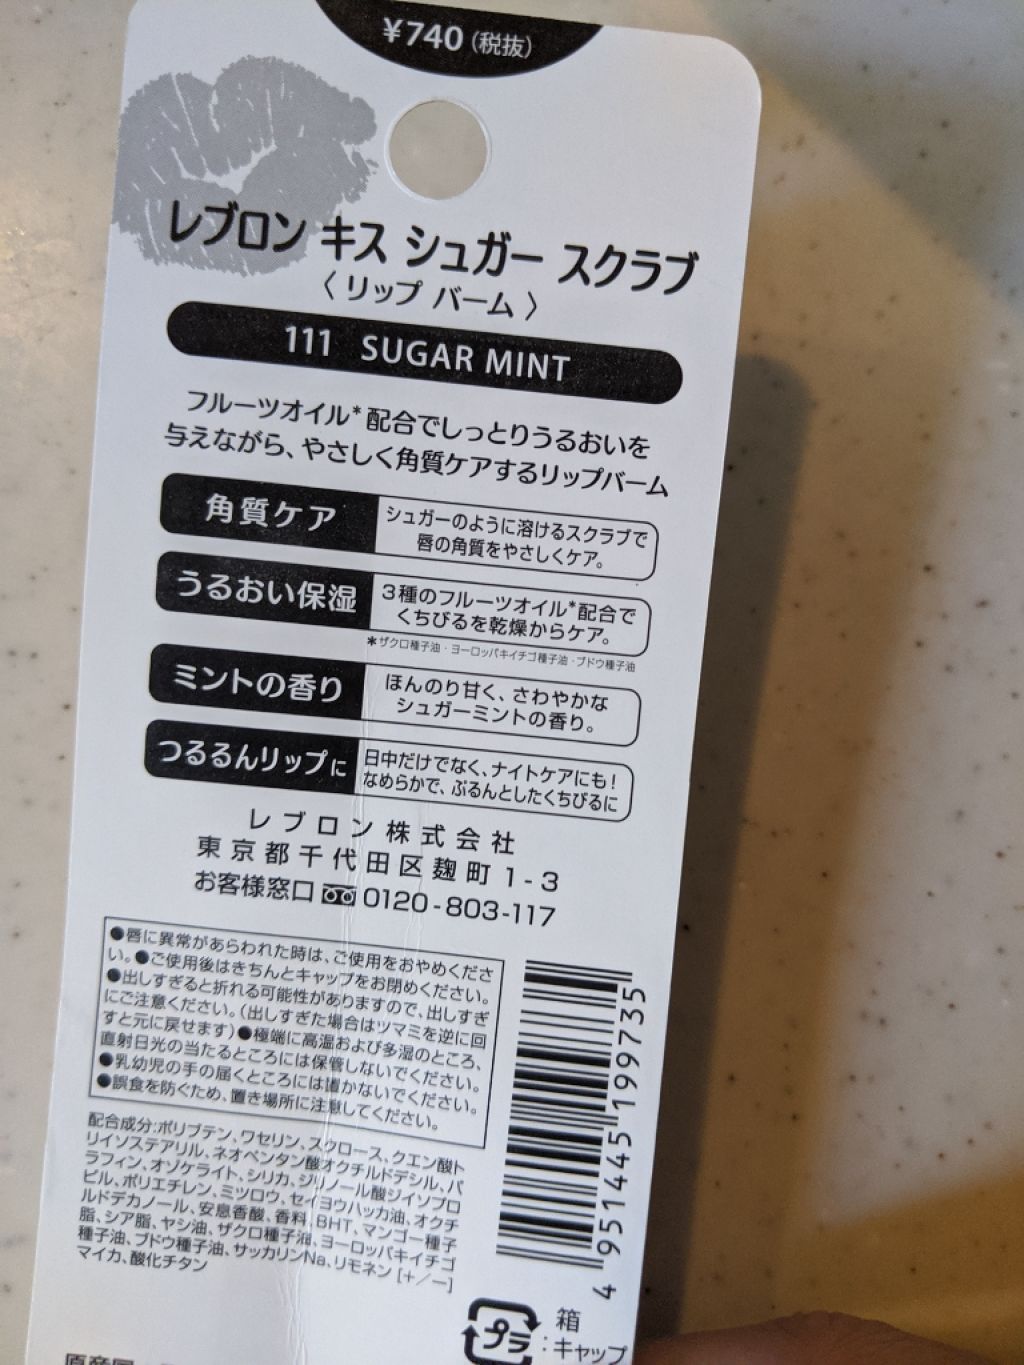 ¥740(税抜)
レブロン キス シュガー スクラブ
〈リップ バーム〉
111 SUGAR MINT
フルーツオイル*配合でしっとりうるおいを
与えながら、やさしく角質ケアするリップバーム
角質ケア
シュガーのように溶けるスクラブで
唇の角質をやさしくケア。
うるおい保湿
3種のフルーツオイル*配合で
くちびるを乾燥からケア。
*ザクロ種子油・ヨーロッパキイチゴ種子油・ブドウ種子油
ミントの香り
ほんのり甘く、さわやかな
シュガーミントの香り。
つるるんリップに
日中だけでなく、ナイトケアにも!
なめらかで、ぷるんとしたくちびるに
レブロン株式会社
東京都千代田区麹町1-3
お客様窓口 0120-803-117
●唇に異常があらわれた時は、ご使用をおやめくださ
い。●ご使用後はきちんとキャップをお閉めください。
●出しすぎると折れる可能性がありますので、出しすぎ
にご注意ください。(出しすぎた場合はツマミを逆に回
すと元に戻せます)●極端に高温および多湿のところ、
直射日光の当たるところには保管しないでください。
●乳幼児の手の届くところには置かないでください。
●誤食を防ぐため、置き場所に注意してください。
配合成分:ポリブテン、ワセリン、スクロース、クエン酸ト
リイソステアリル、ネオペンタン酸オクチルドデシル、パ
ラフィン、オゾケライト、シリカ、ジリノール酸ジイソプロ
ピル、ポリエチレン、ミツロウ、セイヨウハッカ油、オクチ
ルドデカノール、安息香酸、香料、BHT、マンゴー種子
脂、シア脂、ヤシ油、ザクロ種子油、ヨーロッパキイチゴ
種子油、ブドウ種子油、サッカリンNa、リモネン [+/-]
マイカ、酸化チタン
4 951445 199735
プラ
箱
:キャップ